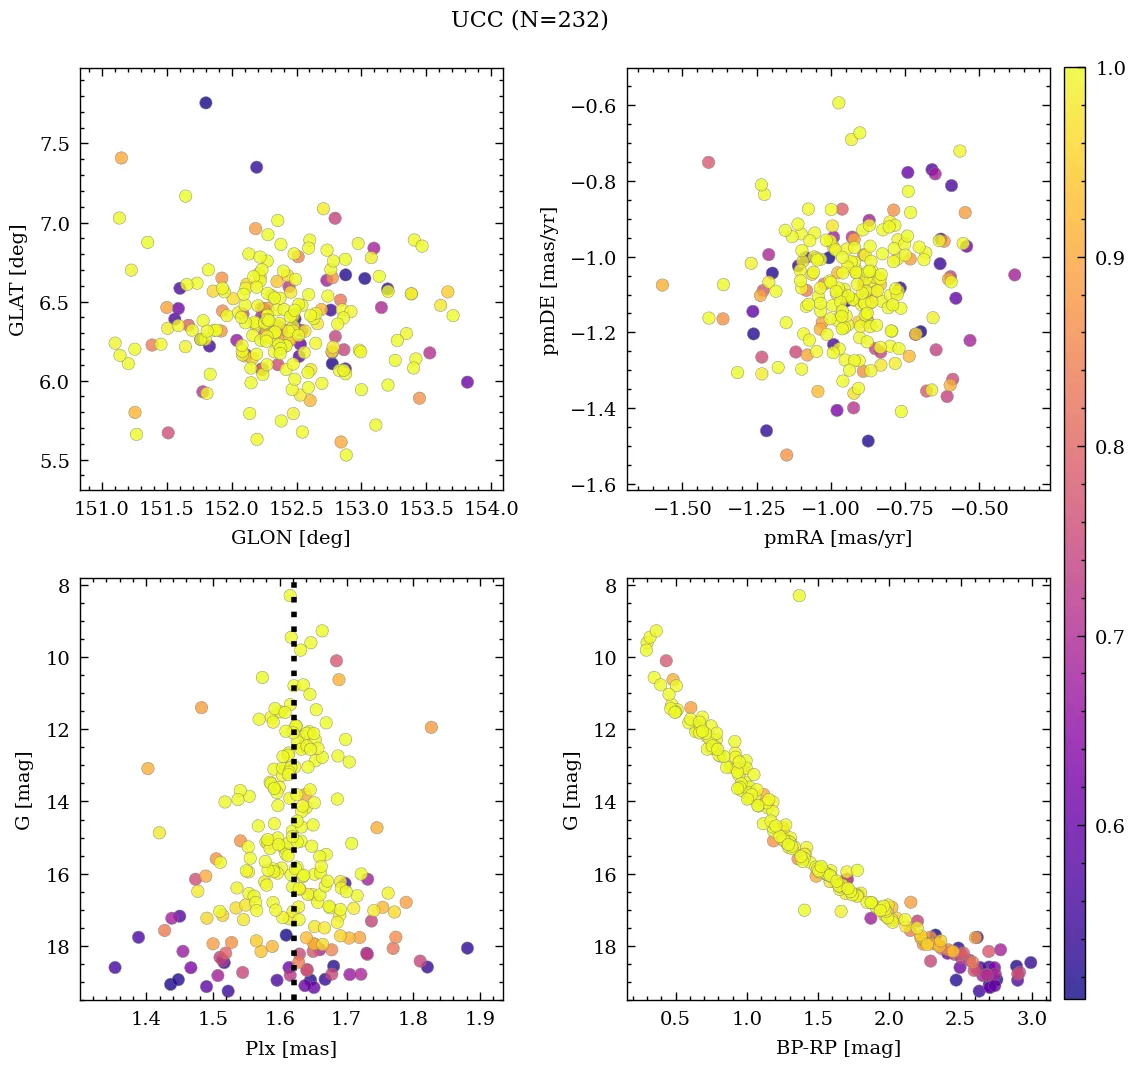 UCC (N=232)
GLAT [deg]
7.5
7.0
6.5
6.0
5.5
151.0 151.5 152.0 152.5 153.0 153.5 154.0
GLON [deg]
pmDE [mas/yr]
−0.6
−0.8
−1.0
−1.2
−1.4
−1.6
−1.50 −1.25 −1.00 −0.75 −0.50
pmRA [mas/yr]
1.0
0.9
0.8
0.7
0.6
G [mag]
8
10
12
14
16
18
1.4 1.5 1.6 1.7 1.8 1.9
Plx [mas]
G [mag]
8
10
12
14
16
18
0.5 1.0 1.5 2.0 2.5 3.0
BP-RP [mag]